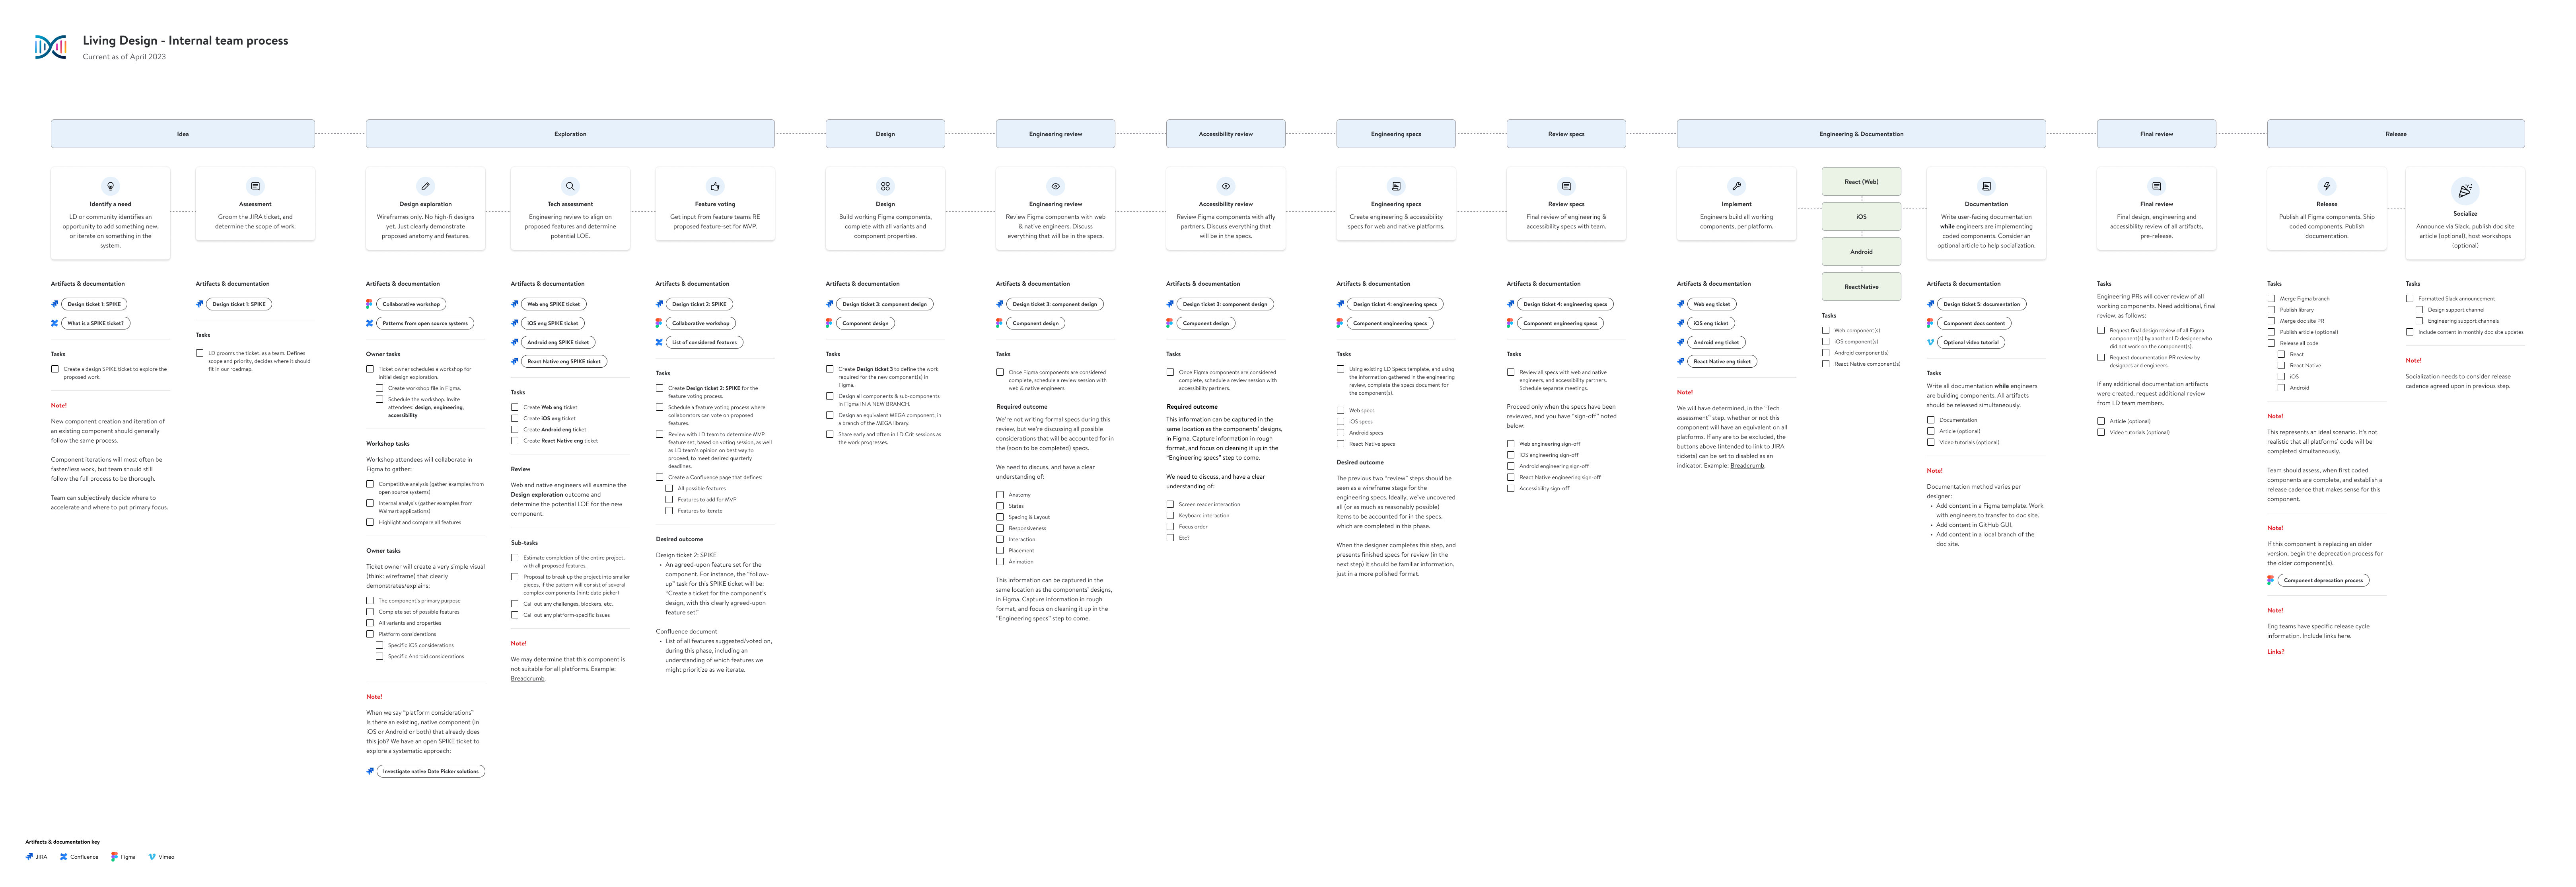 Living Design - Internal team process
Current as of April 2023
Idea
Exploration
Design
Engineering review
Accessibility review
Engineering specs
Review specs
Engineering & Documentation
Final review
Release
Identify a need
LD or community identifies an
opportunity to add something new,
or iterate on something in the
system.
Artifacts & documentation
Design ticket 1: SPIKE
What is a SPIKE ticket?
Tasks
Create a design SPIKE ticket to explore the
proposed work.
Note!
New component creation and iteration of
an existing component should generally
follow the same process.
Component iterations will most often be
faster/less work, but team should still
follow the full process to be thorough.
Team can subjectively decide where to
accelerate and where to put primary focus.
Assessment
Groom the JIRA ticket, and
determine the scope of work.
Artifacts & documentation
Design ticket 1: SPIKE
Tasks
LD grooms the ticket, as a team. Defines
scope and priority, decides where it should
fit in our roadmap.
Design exploration
Wireframes only. No high-fi designs
yet. Just clearly demonstrate
proposed anatomy and features.
Artifacts & documentation
Collaborative workshop
Patterns from open source systems
Owner tasks
Ticket owner schedules a workshop for
initial design exploration.
Create workshop file in Figma.
Schedule the workshop. Invite
attendees: design, engineering,
accessibility
Workshop tasks
Workshop attendees will collaborate in
Figma to gather:
Competitive analysis (gather examples from
open source systems)
Internal analysis (gather examples from
Walmart applications)
Highlight and compare all features
Owner tasks
Ticket owner will create a very simple visual
(think: wireframe) that clearly
demonstrates/explains:
The component's primary purpose
Complete set of possible features
All variants and properties
Platform considerations
Specific iOS considerations
Specific Android considerations
Note!
When we say "platform considerations"
Is there an existing, native component (in
iOS or Android or both) that already does
this job? We have an open SPIKE ticket to
explore a systematic approach:
Investigate native Date Picker solutions
Tech assessment
Engineering review to align on
proposed features and determine
potential LOE.
Artifacts & documentation
Web eng SPIKE ticket
iOS eng SPIKE ticket
Android eng SPIKE ticket
React Native eng SPIKE ticket
Tasks
Create Web eng ticket
Create iOS eng ticket
Create Android eng ticket
Create React Native eng ticket
Review
Web and native engineers will examine the
Design exploration outcome and
determine the potential LOE for the new
component.
Sub-tasks
Estimate completion of the entire project,
with all proposed features.
Proposal to break up the project into smaller
pieces, if the pattern will consist of several
complex components (hint: date picker)
Call out any challenges, blockers, etc.
Call out any platform-specific issues
Note!
We may determine that this component is
not suitable for all platforms. Example:
Breadcrumb.
Feature voting
Get input from feature teams RE
proposed feature-set for MVP.
Artifacts & documentation
Design ticket 2: SPIKE
Collaborative workshop
List of considered features
Tasks
Create Design ticket 2: SPIKE for the
feature voting process.
Schedule a feature voting process where
collaborators can vote on proposed
features.
Review with LD team to determine MVP
feature set, based on voting session, as well
as LD team's opinion on best way to
proceed, to meet desired quarterly
deadlines.
Create a Confluence page that defines:
All possible features
Features to add for MVP
Features to iterate
Desired outcome
Design ticket 2: SPIKE
• An agreed-upon feature set for the
component. For instance, the "follow-
up" task for this SPIKE ticket will be:
"Create a ticket for the component's
design, with this clearly agreed-upon
feature set."
Confluence document
• List of all features suggested/voted on,
during this phase, including an
understanding of which features we
might prioritize as we iterate.
Design
Build working Figma components,
complete with all variants and
component properties.
Artifacts & documentation
Design ticket 3: component design
Component design
Tasks
Create Design ticket 3 to define the work
required for the new component(s) in
Figma.
Design all components & sub-components
in Figma IN A NEW BRANCH.
Design an equivalent MEGA component, in
a branch of the MEGA library.
Share early and often in LD Crit sessions as
the work progresses.
Engineering review
Review Figma components with web
& native engineers. Discuss
everything that will be in the specs.
Artifacts & documentation
Design ticket 3: component design
Component design
Tasks
Once Figma components are considered
complete, schedule a review session with
web & native engineers.
Required outcome
We're not writing formal specs during this
review, but we're discussing all possible
considerations that will be accounted for in
the (soon to be completed) specs.
We need to discuss, and have a clear
understanding of:
Anatomy
States
Spacing & Layout
Responsiveness
Interaction
Placement
Animation
This information can be captured in the
same location as the components' designs,
in Figma. Capture information in rough
format, and focus on cleaning it up in the
"Engineering specs" step to come.
Accessibility review
Review Figma components with a11y
partners. Discuss everything that
will be in the specs.
Artifacts & documentation
Design ticket 3: component design
Component design
Tasks
Once Figma components are considered
complete, schedule a review session with
accessibility partners.
Required outcome
This information can be captured in the
same location as the components' designs,
in Figma. Capture information in rough
format, and focus on cleaning it up in the
"Engineering specs" step to come.
We need to discuss, and have a clear
understanding of:
Screen reader interaction
Keyboard interaction
Focus order
Etc?
Engineering specs
Create engineering & accessibility
specs for web and native platforms.
Artifacts & documentation
Design ticket 4: engineering specs
Component engineering specs
Tasks
Using existing LD Specs template, and using
the information gathered in the engineering
review, complete the specs document for
the component(s).
Web specs
IOS specs
Android specs
React Native specs
Desired outcome
The previous two "review" steps should be
seen as a wireframe stage for the
engineering specs. Ideally, we've uncovered
all (or as much as reasonably possible)
items to be accounted for in the specs,
which are completed in this phase.
When the designer completes this step, and
presents finished specs for review (in the
next step) it should be familiar information,
just in a more polished format.
Review specs
Final review of engineering &
accessibility specs with team.
Artifacts & documentation
Design ticket 4: engineering specs
Component engineering specs
Tasks
Review all specs with web and native
engineers, and accessibility partners.
Schedule separate meetings.
Proceed only when the specs have been
reviewed, and you have "sign-off" noted
below:
Web engineering sign-off
iOS engineering sign-off
Android engineering sign-off
React Native engineering sign-off
Accessibility sign-off
Implement
Engineers build all working
components, per platform.
Artifacts & documentation
Web eng ticket
iOS eng ticket
Android eng ticket
React Native eng ticket
Note!
We will have determined, in the "Tech
assessment" step, whether or not this
component will have an equivalent on all
platforms. If any are to be excluded, the
buttons above (intended to link to JIRA
tickets) can be set to disabled as an
indicator. Example: Breadcrumb.
React (Web)
iOS
Android
ReactNative
Tasks
Web component(s)
iOS component(s)
Android component(s)
React Native component(s)
Documentation
Write user-facing documentation
while engineers are implementing
coded components. Consider an
optional article to help socialization.
Artifacts & documentation
Design ticket 5: documentation
Component docs content
Optional video tutorial
Tasks
Write all documentation while engineers
are building components. All artifacts
should be released simultaneously.
Documentation
Article (optional)
Video tutorials (optional)
Note!
Documentation method varies per
designer:
• Add content in a Figma template. Work
with engineers to transfer to doc site.
• Add content in GitHub GUI.
• Add content in a local branch of the
doc site.
Final review
Final design, engineering and
accessibility review of all artifacts,
pre-release.
Tasks
Engineering PRs will cover review of all
working components. Need additional, final
review, as follows:
Request final design review of all Figma
component(s) by another LD designer who
did not work on the component(s).
Request documentation PR review by
designers and engineers.
If any additional documentation artifacts
were created, request additional review
from LD team members.
Article (optional)
Video tutorials (optional)
Release
Publish all Figma components. Ship
coded components. Publish
documentation.
Tasks
Merge Figma branch
Publish library
Merge doc site PR
Publish article (optional)
Release all code
React
React Native
iOS
Android
Note!
This represents an ideal scenario. It's not
realistic that all platforms' code will be
completed simultaneously.
Team should assess, when first coded
components are complete, and establish a
release cadence that makes sense for this
component.
Note!
If this component is replacing an older
version, begin the deprecation process for
the older component(s).
Component deprecation process
Note!
Eng teams have specific release cycle
information. Include links here.
Links?
Socialize
Announce via Slack, publish doc site
article (optional), host workshops
(optional)
Tasks
Formatted Slack announcement
Design support channel
Engineering support channels
Include content in monthly doc site updates
Note!
Socialization needs to consider release
cadence agreed upon in previous step.
Artifacts & documentation key
JIRA
Confluence
Figma
Vimeo